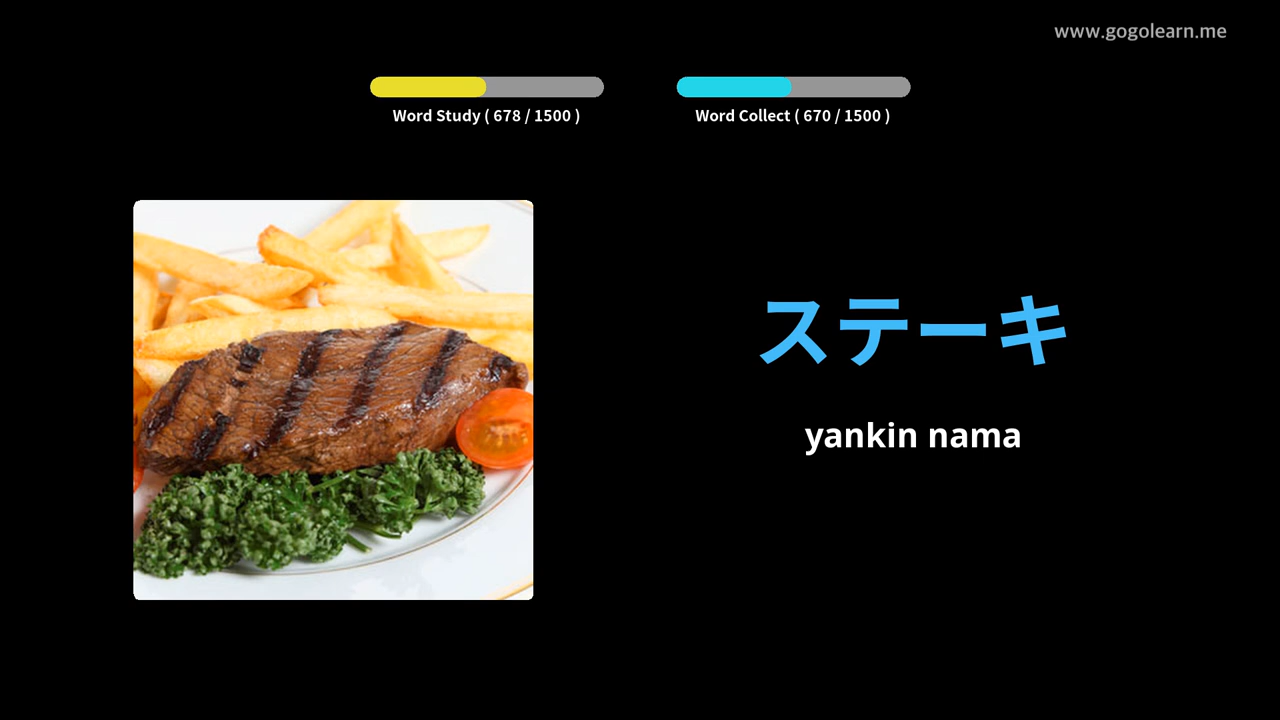 www.gogolearn.me
Word Study ( 678 / 1500 )
Word Collect ( 670 / 1500 )
ステーキ
yankin nama